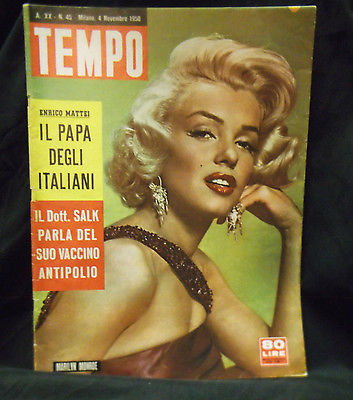 A. XX - N. 45 - Milano, 4 Novembre 1958
TEMPO
ENRICO MATTEI
IL PAPA
DEGLI
ITALIANI
IL Dott. SALK
PARLA DEL
SUO VACCINO
ANTIPOLIO
MARILYN MONROE
80
LIRE